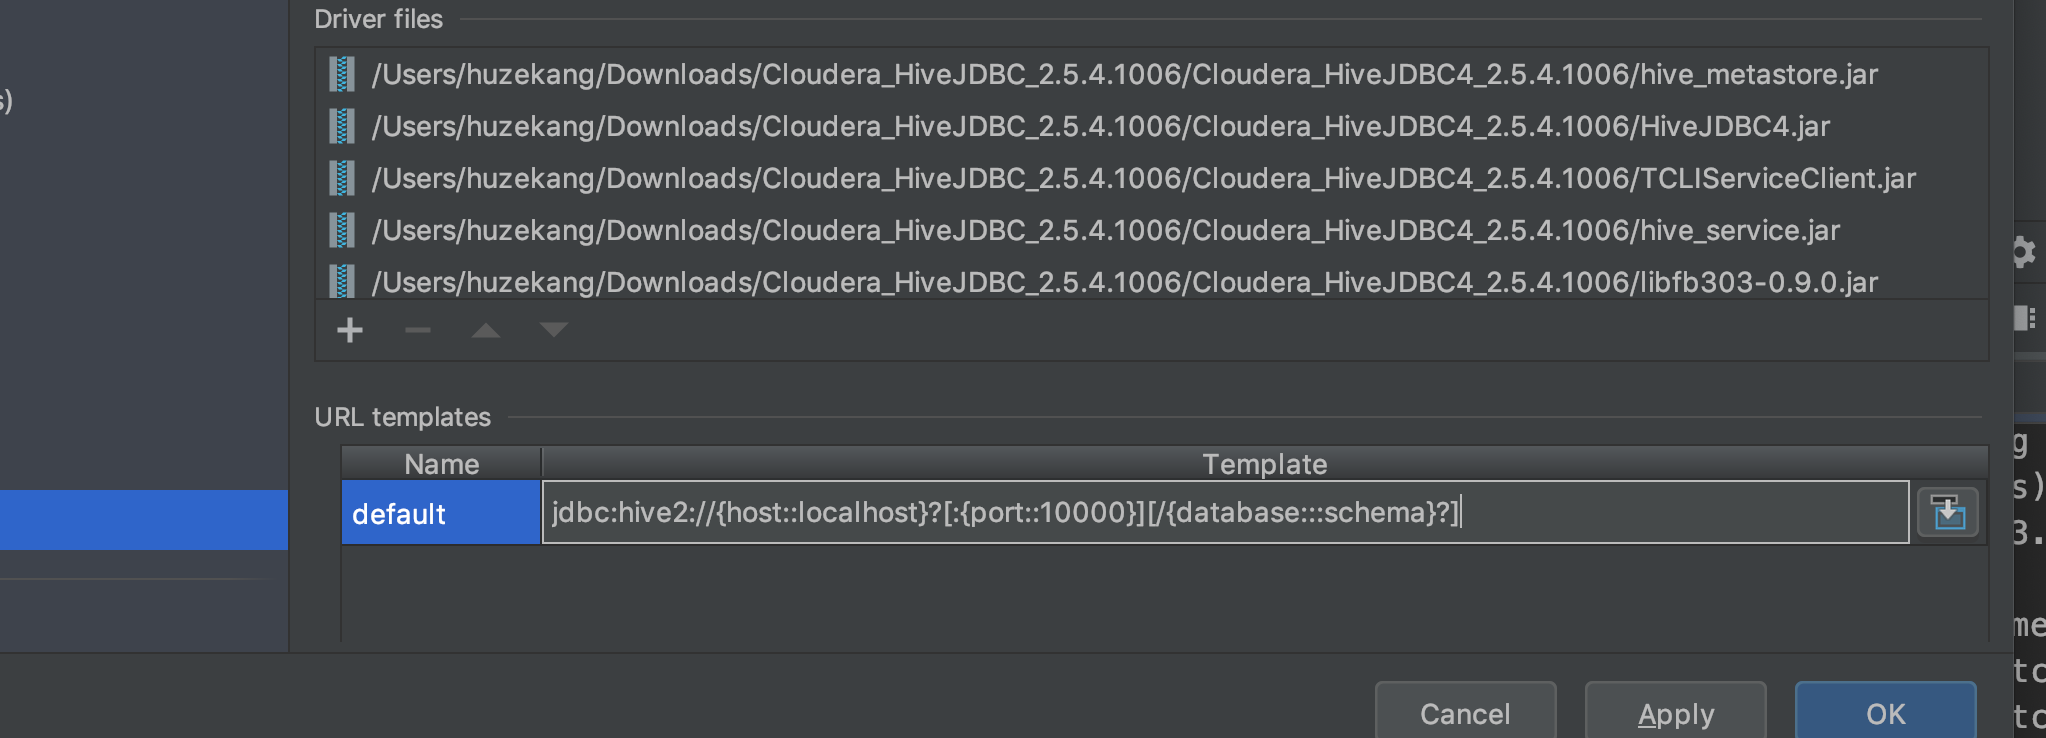 Driver files
s)
/Users/huzekang/Downloads/Cloudera_HiveJDBC_2.5.4.1006/Cloudera_HiveJDBC4_2.5.4.1006/hive_metastore.jar
/Users/huzekang/Downloads/Cloudera_HiveJDBC_2.5.4.1006/Cloudera_HiveJDBC4_2.5.4.1006/HiveJDBC4.jar
/Users/huzekang/Downloads/Cloudera_HiveJDBC_2.5.4.1006/Cloudera_HiveJDBC4_2.5.4.1006/TCLIServiceClient.jar
/Users/huzekang/Downloads/Cloudera_HiveJDBC_2.5.4.1006/Cloudera_HiveJDBC4_2.5.4.1006/hive_service.jar
/Users/huzekang/Downloads/Cloudera_HiveJDBC_2.5.4.1006/Cloudera_HiveJDBC4_2.5.4.1006/libfb303-0.9.0.jar
URL templates
Name Template
default jdbc:hive2://{host::localhost}?[:{port::10000}][/{database:::schema}?]
g
s)
3.
me
tc
Cancel Apply OK
tc